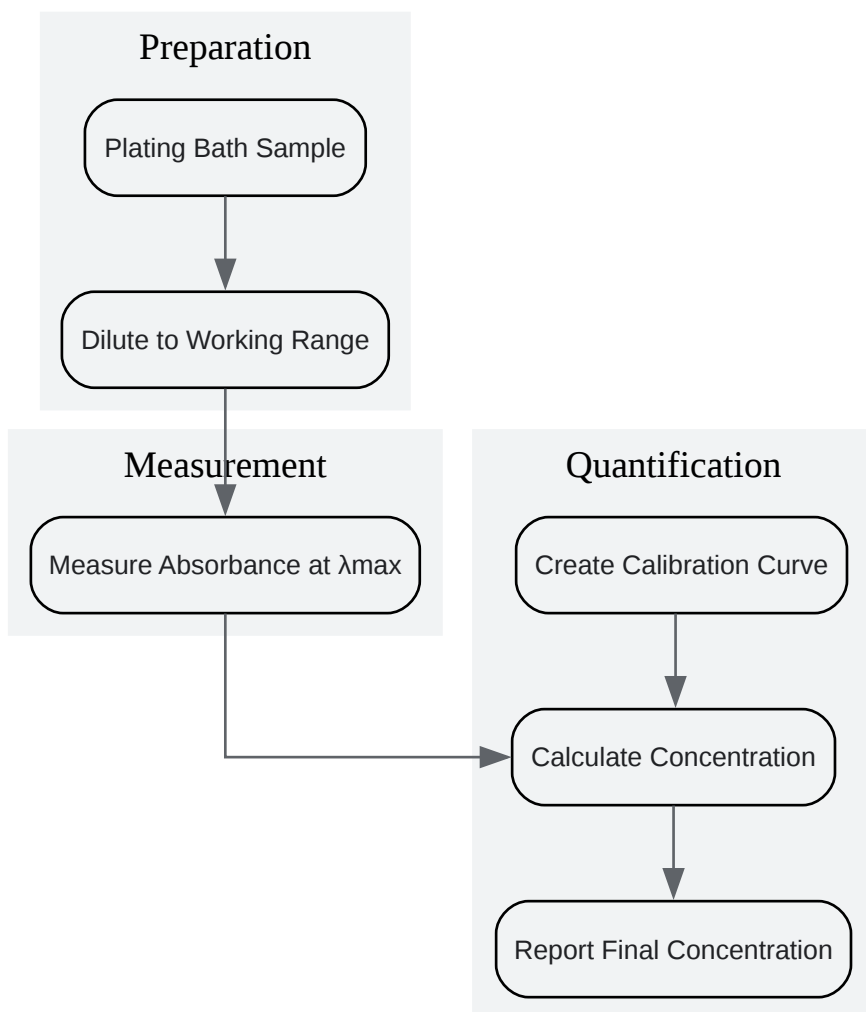 Preparation
Plating Bath Sample
Dilute to Working Range
Measurement
Measure Absorbance at λmax
Quantification
Create Calibration Curve
Calculate Concentration
Report Final Concentration